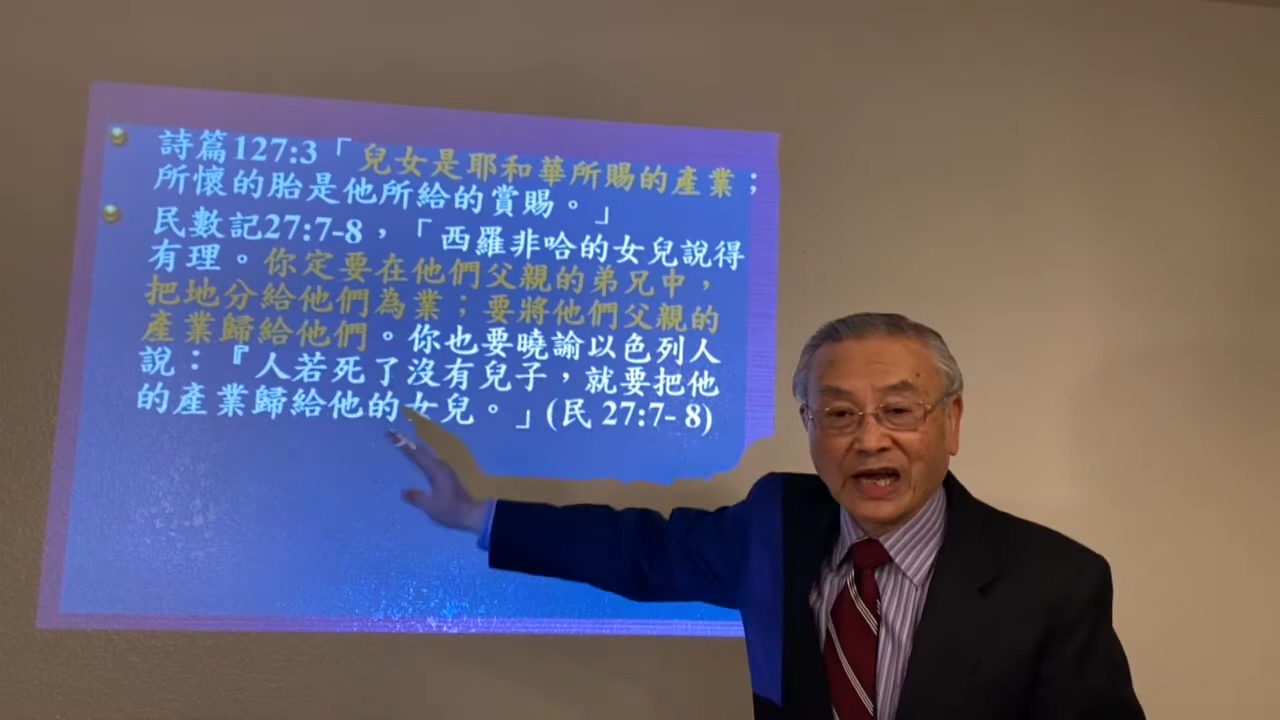 詩篇127:3「兒女是耶和華所賜的產業；
所懷的胎是他所給的賞賜。」
民數記27:7-8，「西羅非哈的女兒說得
有理。你定要在他們父親的弟兄中，
把地分給他們為業；要將他們父親的
產業歸給他們。你也要曉諭以色列人
說：『人若死了沒有兒子，就要把他
的產業歸給他的女兒。」(民 27:7- 8)